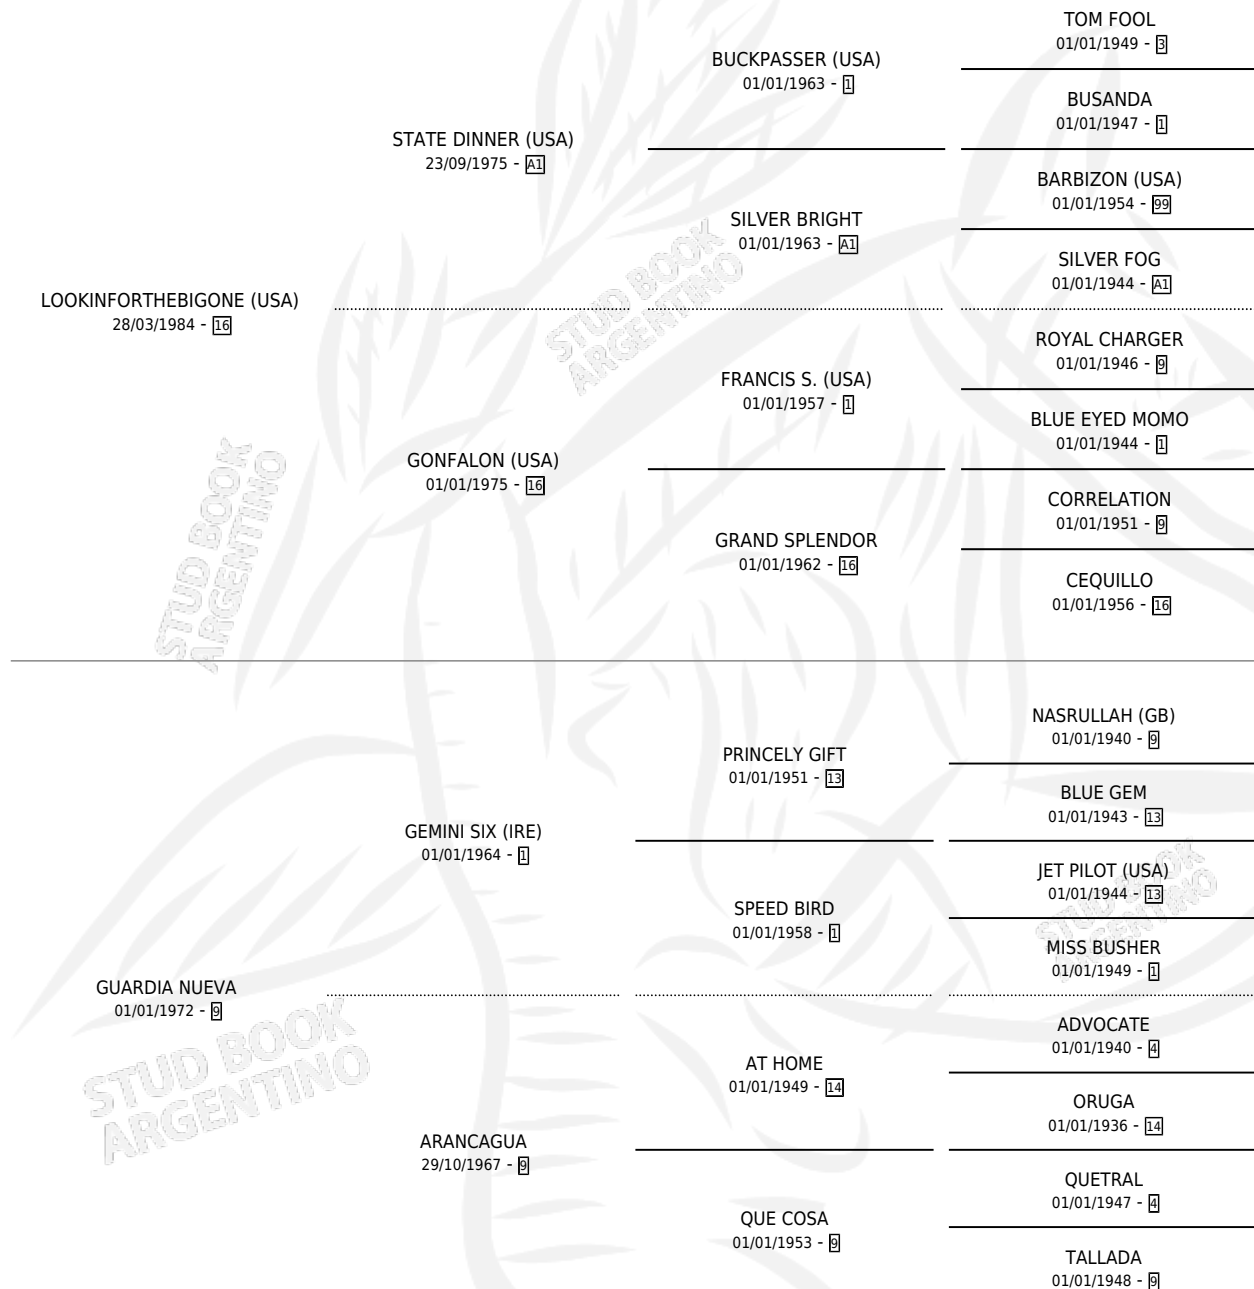 TOM FOOL
01/01/1949 - 3
BUCKPASSER (USA)
01/01/1963 - 1
BUSANDA
01/01/1947 - 1
STATE DINNER (USA)
23/09/1975 - A1
BARBIZON (USA)
01/01/1954 - 99
SILVER BRIGHT
01/01/1963 - A1
SILVER FOG
01/01/1944 - A1
LOOKINFORTHEBIGONE (USA)
28/03/1984 - 16
ROYAL CHARGER
01/01/1946 - 9
FRANCIS S. (USA)
01/01/1957 - 1
BLUE EYED MOMO
01/01/1944 - 1
GONFALON (USA)
01/01/1975 - 16
CORRELATION
01/01/1951 - 9
GRAND SPLENDOR
01/01/1962 - 16
CEQUILLO
01/01/1956 - 16
NASRULLAH (GB)
01/01/1940 - 9
PRINCELY GIFT
01/01/1951 - 13
BLUE GEM
01/01/1943 - 13
GEMINI SIX (IRE)
01/01/1964 - 1
JET PILOT (USA)
01/01/1944 - 13
SPEED BIRD
01/01/1958 - 1
MISS BUSHER
01/01/1949 - 1
GUARDIA NUEVA
01/01/1972 - 9
ADVOCATE
01/01/1940 - 4
AT HOME
01/01/1949 - 14
ORUGA
01/01/1936 - 14
ARANCAGUA
29/10/1967 - 9
QUETRAL
01/01/1947 - 4
QUE COSA
01/01/1953 - 9
TALLADA
01/01/1948 - 9
STUD BOOK
ARGENTINO
STUD BOOK
ARGENTINO
STUD BOOK
ARGENTINO
STUD BOOK
ARGENTINO